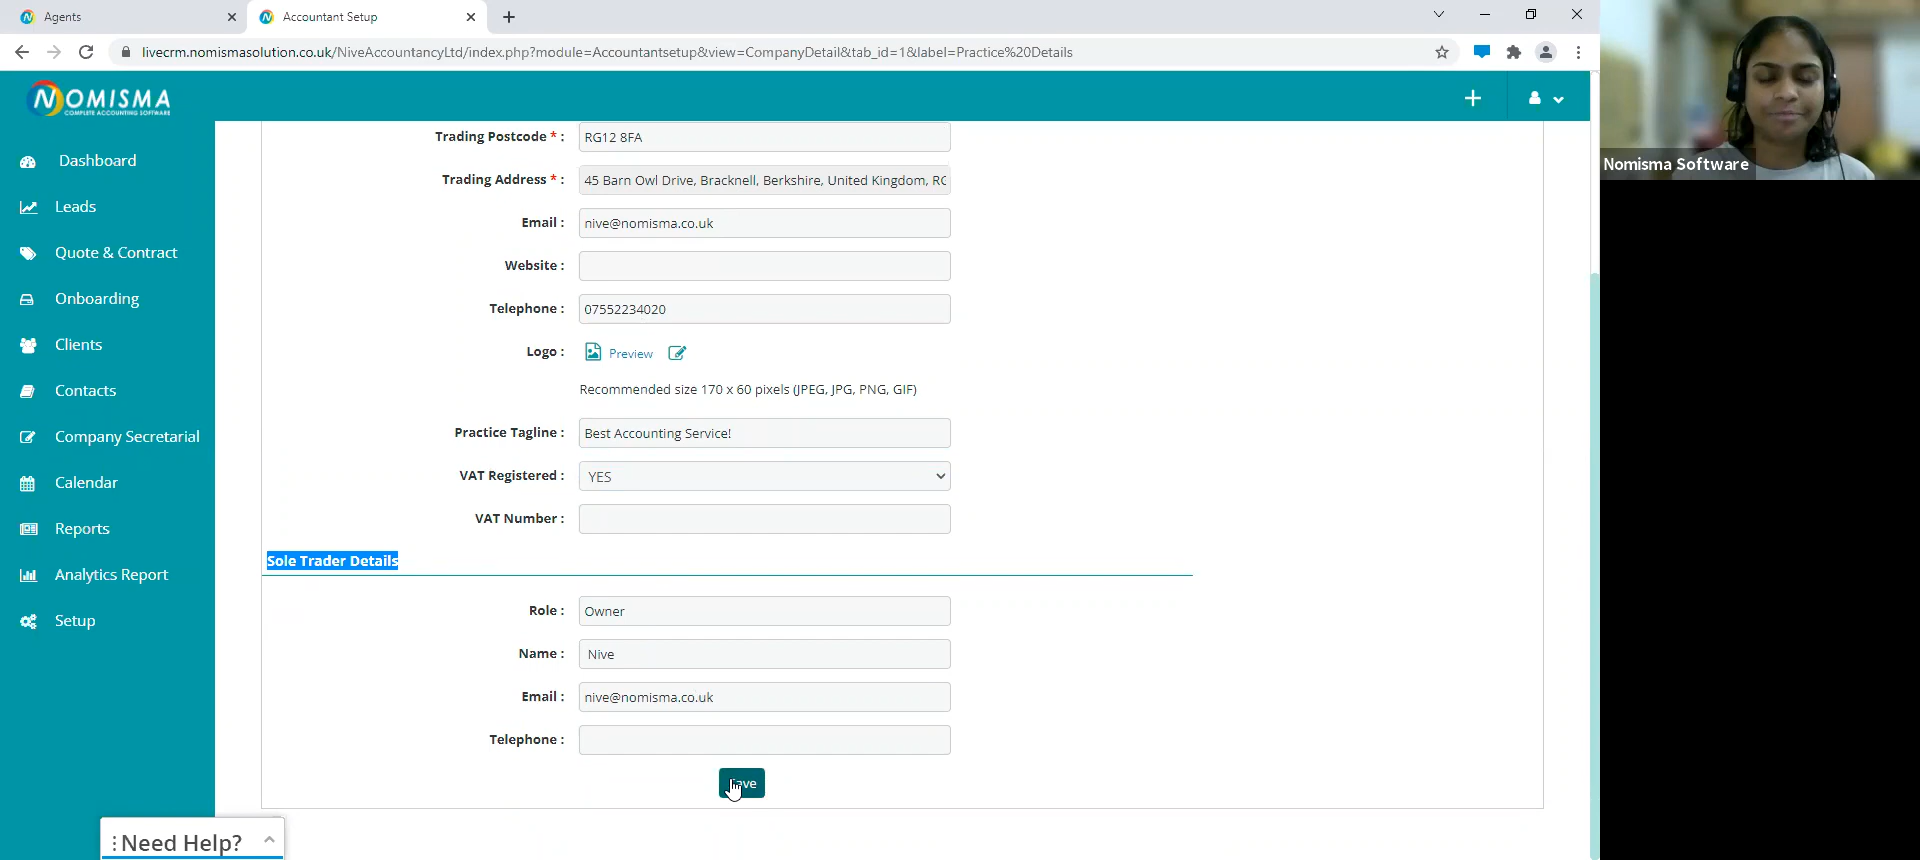 Agents
Accountant Setup
livecrm.nomismasolution.co.uk/NiveAccountancyLtd/index.php?module=Accountantsetup&view=CompanyDetail&tab_id=1&label=Practice%20Details
NOMISMA
COMPLETE ACCOUNTING SOFTWARE
Nomisma Software
Dashboard
Leads
Quote & Contract
Onboarding
Clients
Contacts
Company Secretarial
Calendar
Reports
Analytics Report
Setup
Trading Postcode * : RG12 8FA
Trading Address * : 45 Barn Owl Drive, Bracknell, Berkshire, United Kingdom, RG
Email : nive@nomisma.co.uk
Website :
Telephone : 07552234020
Logo : Preview
Recommended size 170 x 60 pixels (JPEG, JPG, PNG, GIF)
Practice Tagline : Best Accounting Service!
VAT Registered : YES
VAT Number :
Sole Trader Details
Role : Owner
Name : Nive
Email : nive@nomisma.co.uk
Telephone :
Save
Need Help?